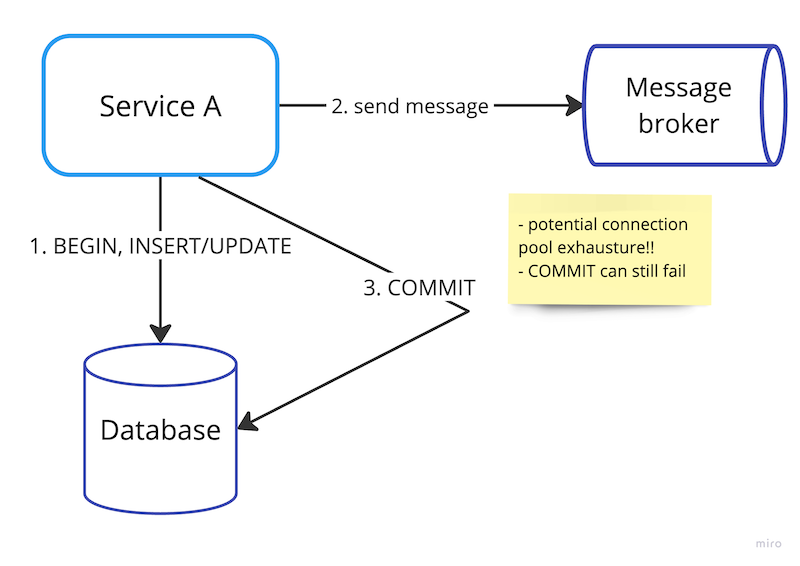 Service A
2. send message
Message
broker
- potential connection
pool exhausture!!
- COMMIT can still fail
1. BEGIN, INSERT/UPDATE
3. COMMIT
Database
miro